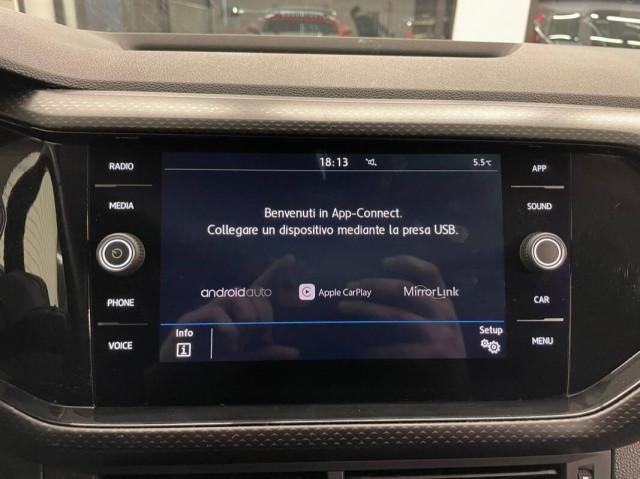 RADIO
MEDIA
PHONE
VOICE
18:13
5.5°C
Benvenuti in App-Connect.
Collegare un dispositivo mediante la presa USB.
androidauto
Apple CarPlay
MirrorLink
Info
Setup
APP
SOUND
CAR
MENU